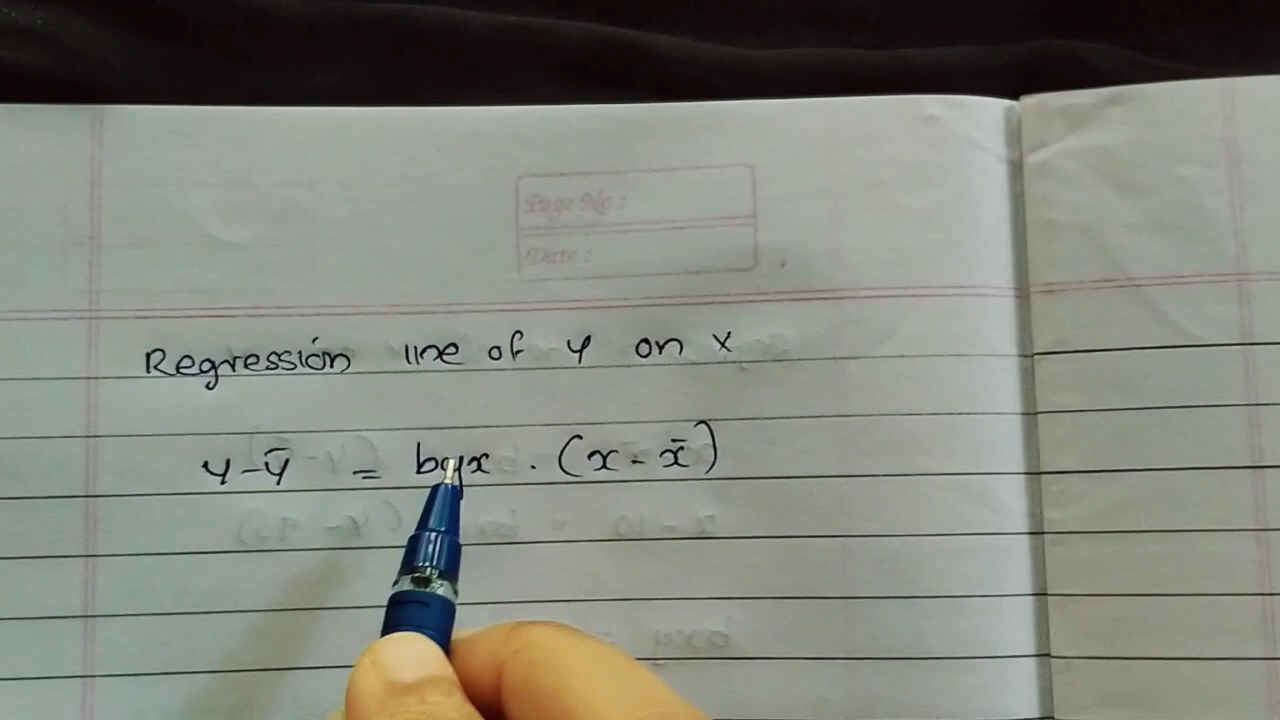 Page No :
Date :
Regression line of y on x
y - ȳ = byx . (x - x̄)